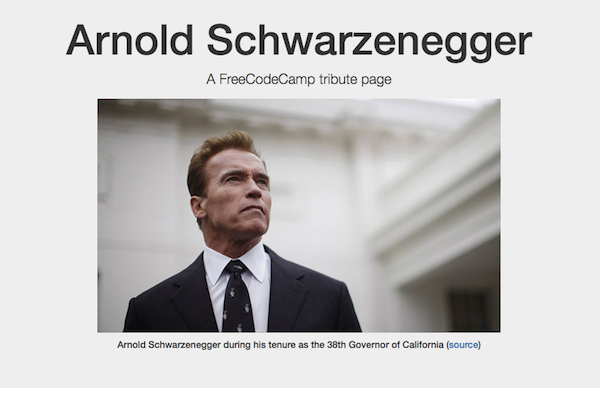 Arnold Schwarzenegger
A FreeCodeCamp tribute page
Arnold Schwarzenegger during his tenure as the 38th Governor of California (source)